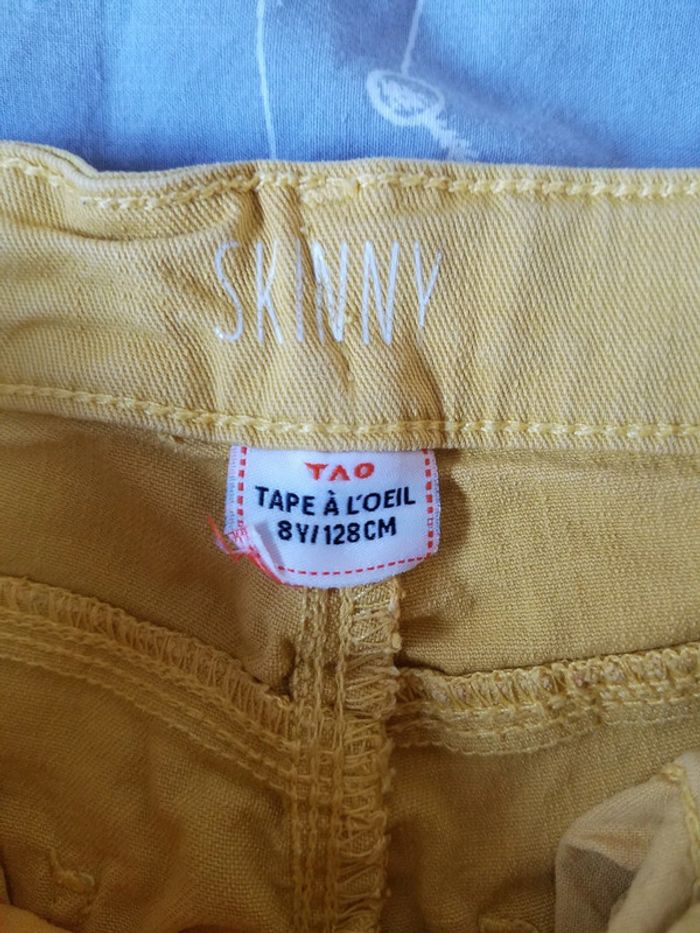 SKINNY
TAO
TAPE À L'OEIL
8Y/128CM